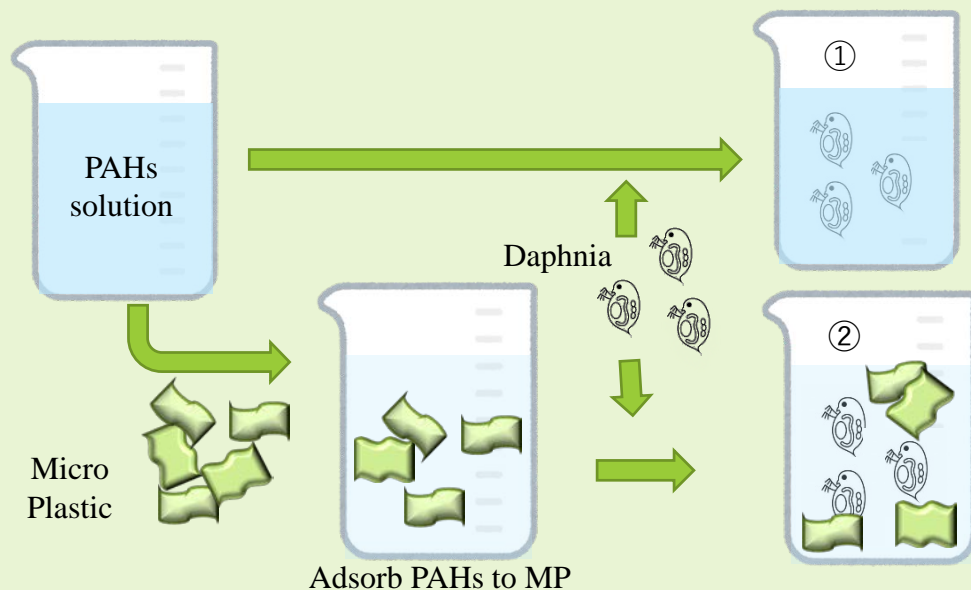 ①
PAHs
solution
Daphnia
②
Micro
Plastic
Adsorb PAHs to MP